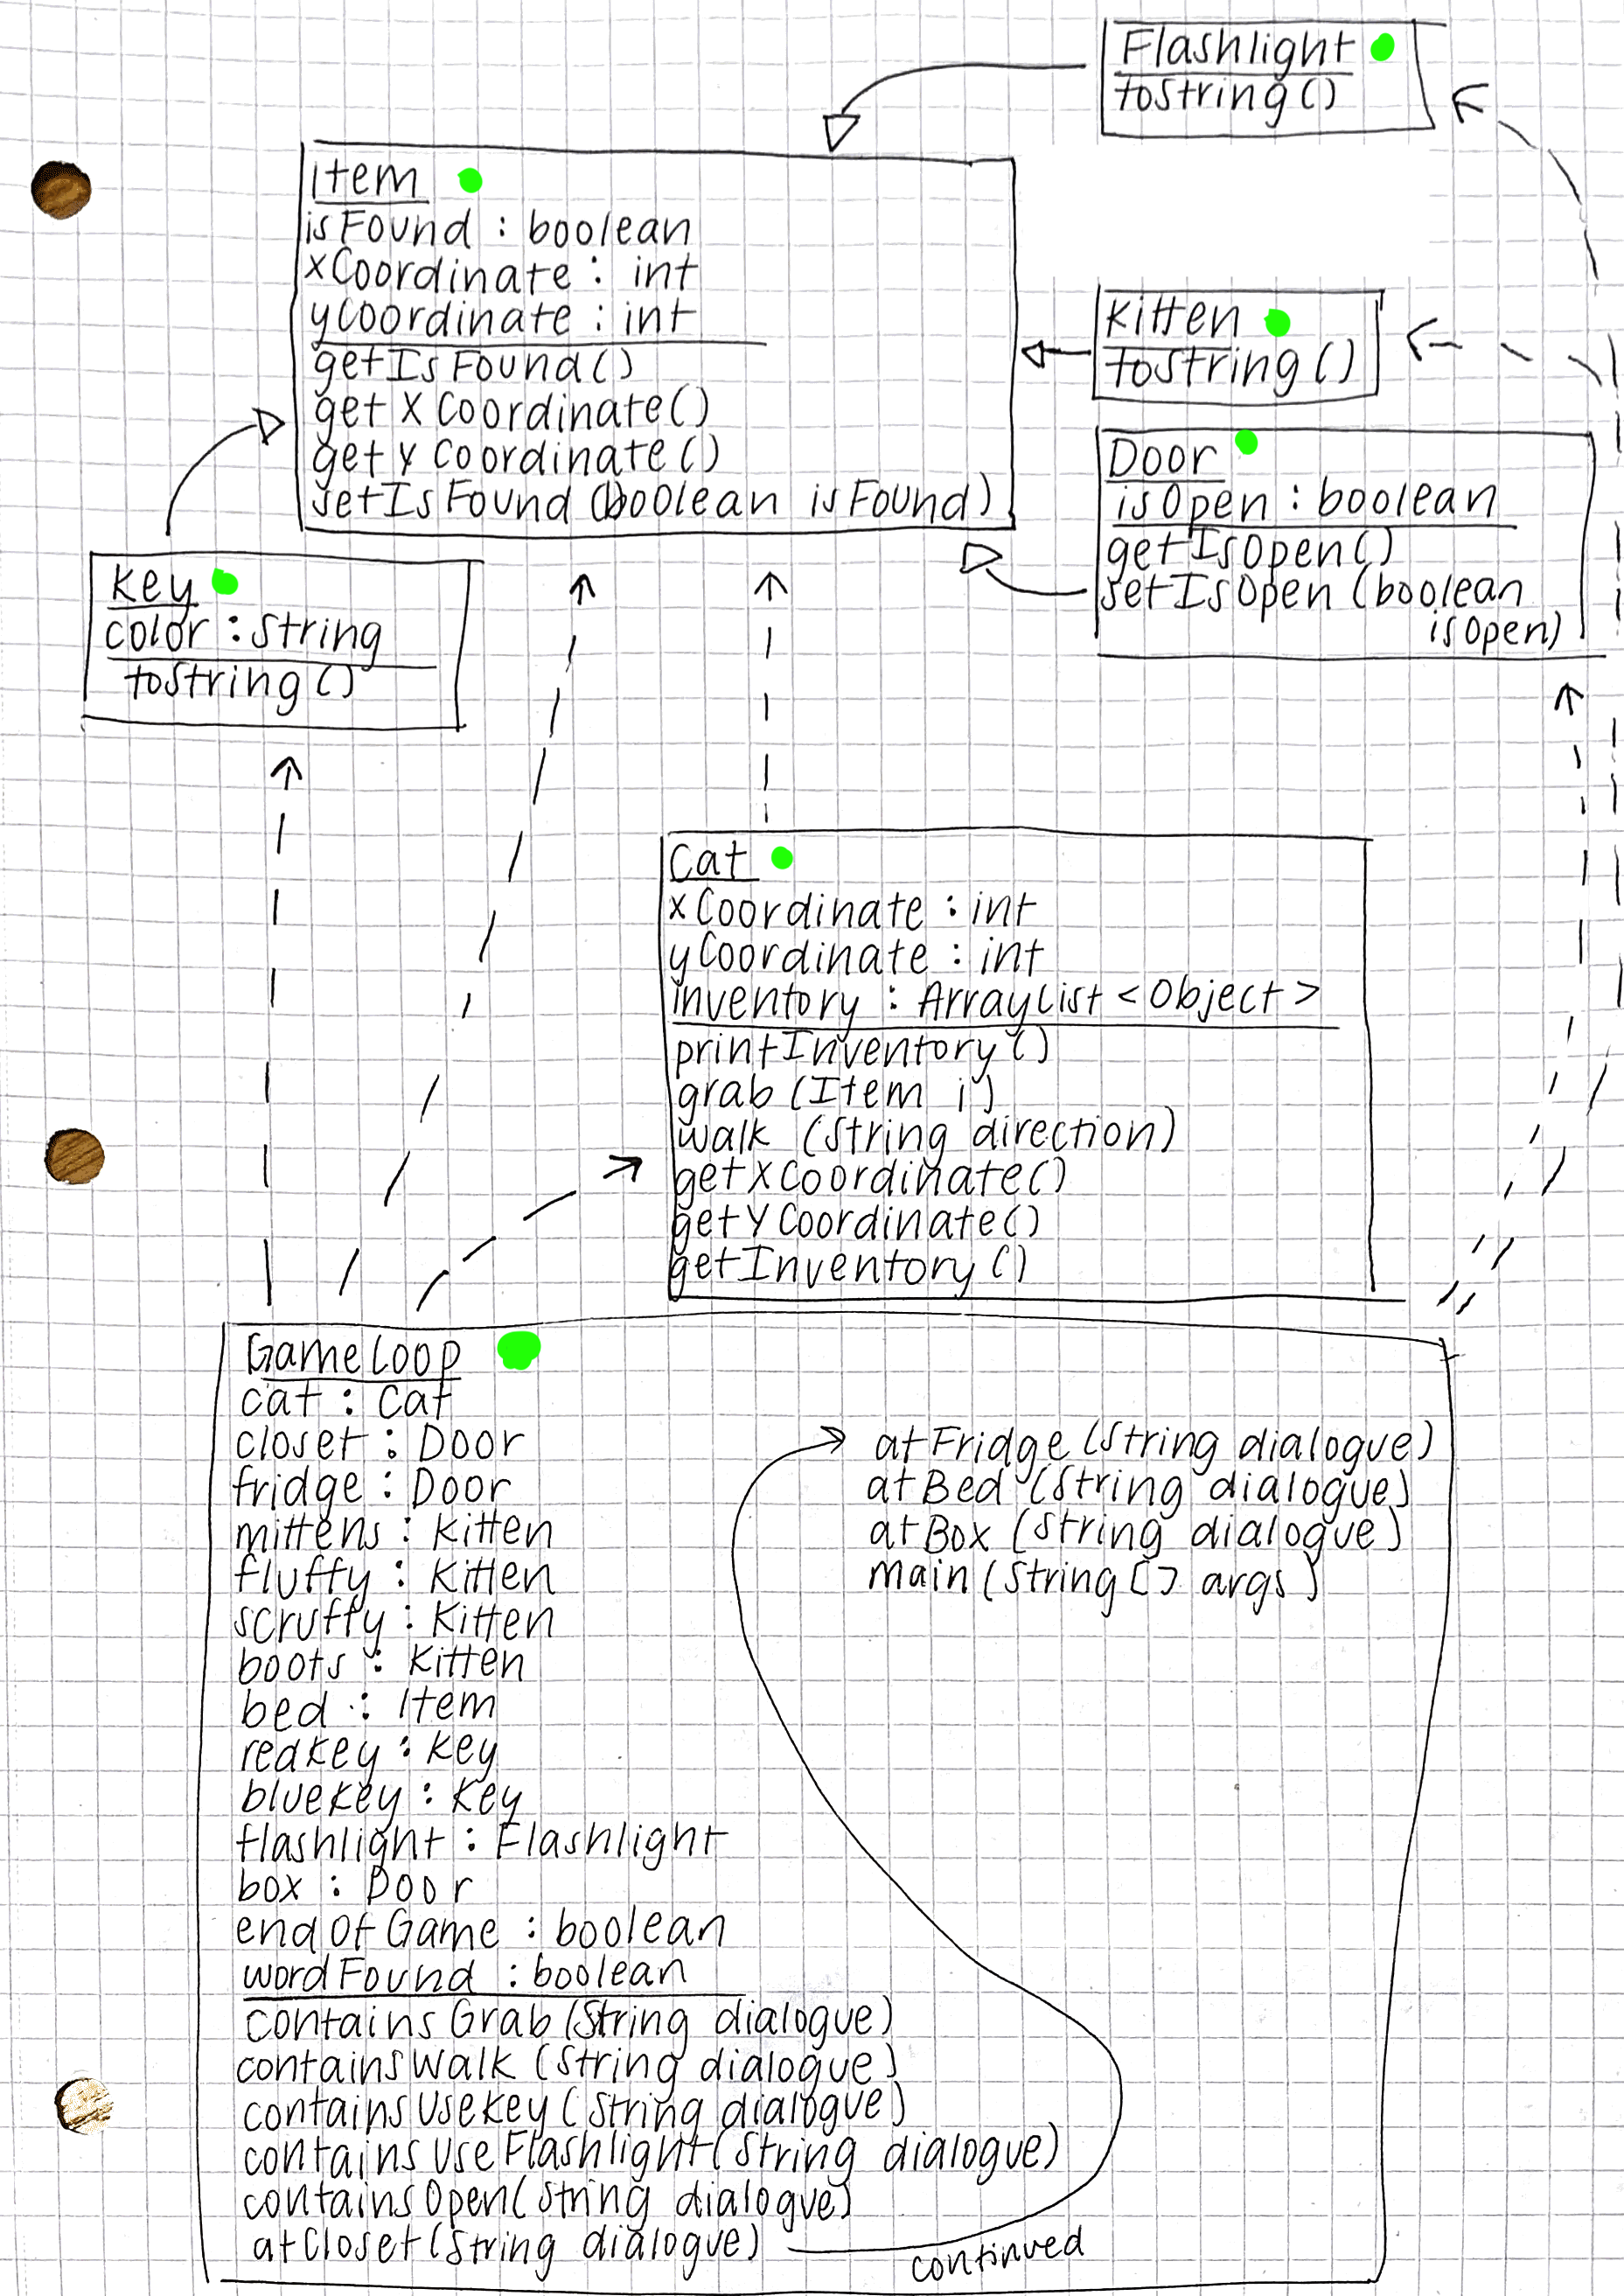 Flashlight
toString()
Item
isFound : boolean
xCoordinate : int
yCoordinate : int
getIsFound()
getXCoordinate()
getYCoordinate()
setIsFound(boolean isFound)
Kitten
toString()
Door
isOpen : boolean
getIsOpen()
setIsOpen(boolean
isOpen)
Key
color : String
toString()
Cat
xCoordinate : int
yCoordinate : int
inventory : ArrayList <Object>
printInventory()
grab(Item i)
walk (String direction)
getXCoordinate()
getYCoordinate()
getInventory()
GameLoop
cat : Cat
closet : Door
fridge : Door
mittens : Kitten
fluffy : Kitten
scruffy : Kitten
boots : Kitten
bed : Item
redKey : Key
blueKey : Key
flashlight : Flashlight
box : Door
endOfGame : boolean
wordFound : boolean
containsGrab(String dialogue)
containsWalk (String dialogue)
containsUseKey(String dialogue)
containsUseFlashlight(String dialogue)
containsOpen(String dialogue)
atCloset(String dialogue)
continued
atFridge(String dialogue)
atBed (String dialogue)
atBox (String dialogue)
main(String[] args)